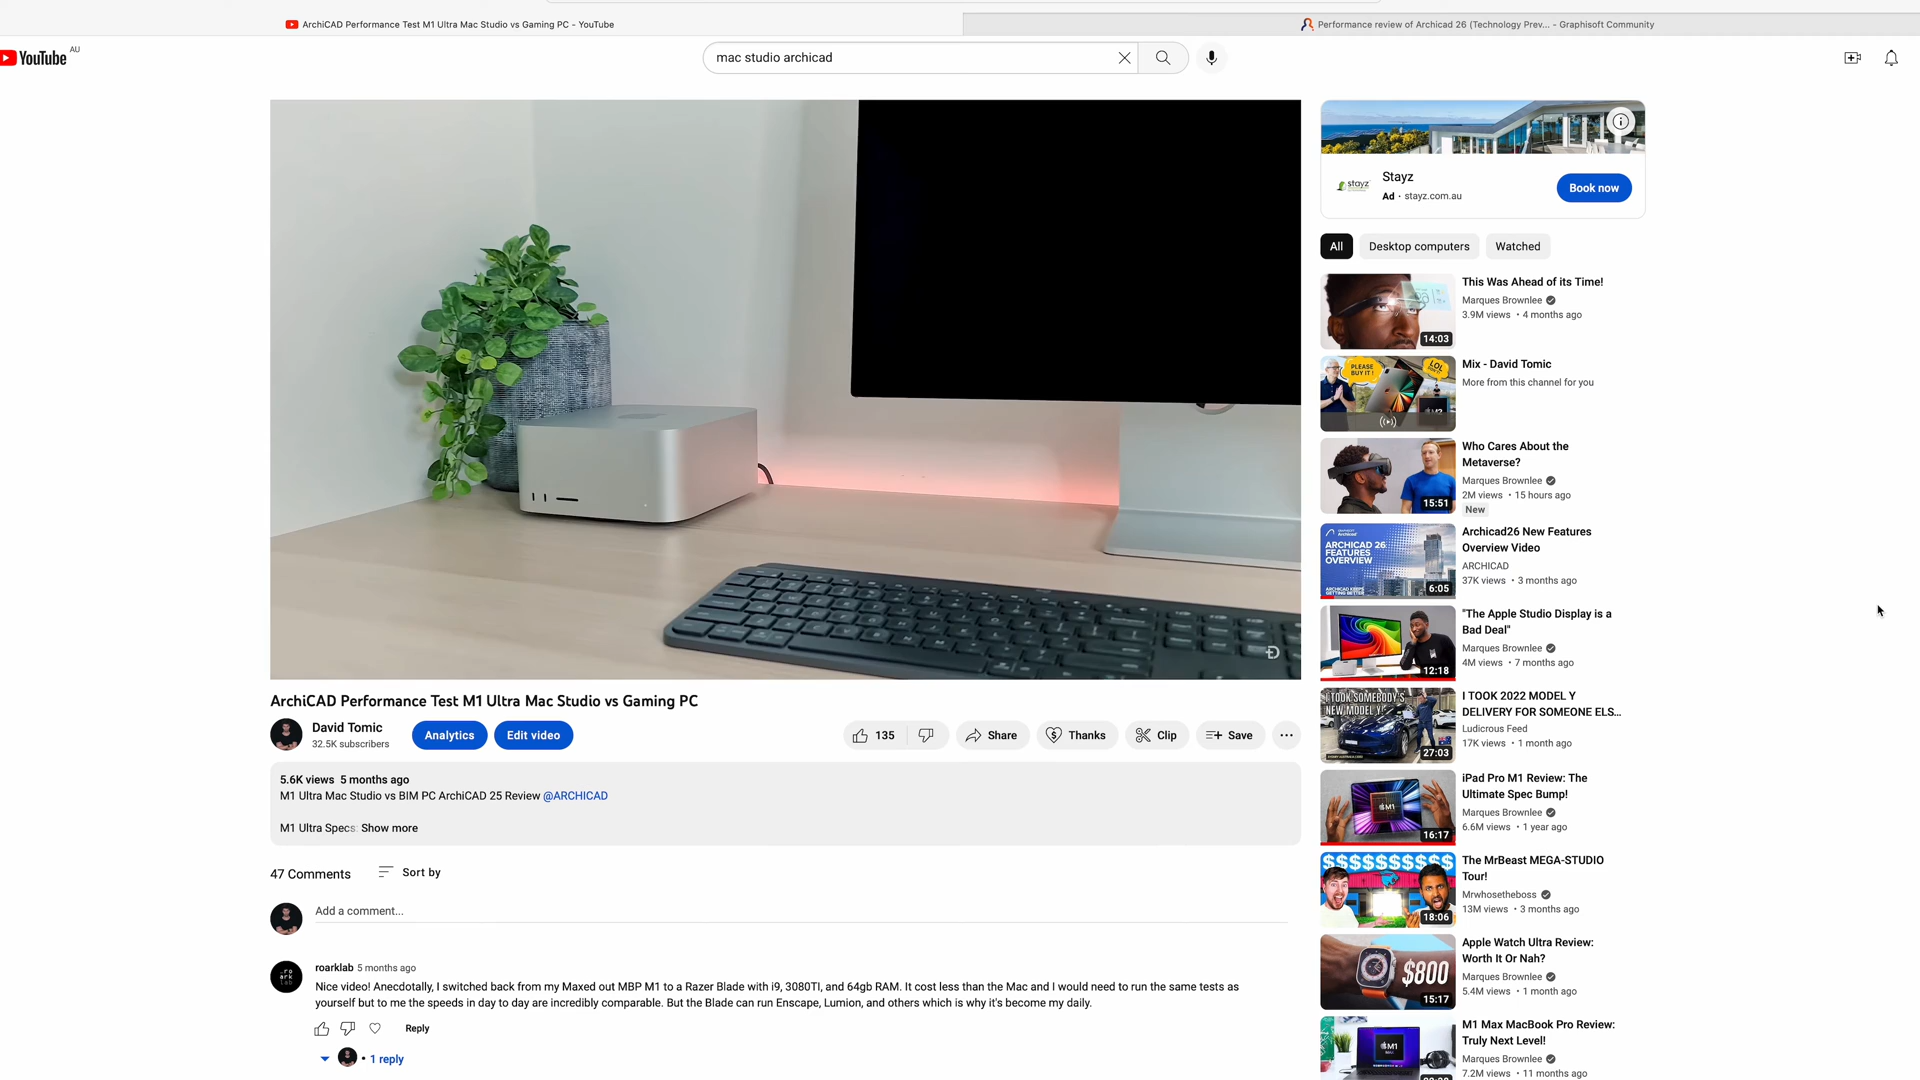 ArchiCAD Performance Test M1 Ultra Mac Studio vs Gaming PC - YouTube
Performance review of Archicad 26 (Technology Prev... - Graphisoft Community
YouTube AU
mac studio archicad
Stayz
stayz
Ad · stayz.com.au
Book now
All
Desktop computers
Watched
This Was Ahead of its Time!
Marques Brownlee
3.9M views • 4 months ago
14:03
PLEASE BUY IT!
LOL
Mix - David Tomic
More from this channel for you
Who Cares About the
Metaverse?
Marques Brownlee
2M views • 15 hours ago
New
15:51
ARCHICAD 26
FEATURES
OVERVIEW
ARCHICAD KEEPS
GETTING BETTER
6:05
Archicad26 New Features
Overview Video
ARCHICAD
37K views • 3 months ago
"The Apple Studio Display is a
Bad Deal"
Marques Brownlee
4M views • 7 months ago
12:18
I TOOK SOMEBODY'S
NEW MODEL Y!
27:03
I TOOK 2022 MODEL Y
DELIVERY FOR SOMEONE ELS...
Ludicrous Feed
17K views • 1 month ago
M1
16:17
iPad Pro M1 Review: The
Ultimate Spec Bump!
Marques Brownlee
6.6M views • 1 year ago
$$$$$$$$$
18:06
The MrBeast MEGA-STUDIO
Tour!
Mrwhosetheboss
13M views • 3 months ago
$800
15:17
Apple Watch Ultra Review:
Worth It Or Nah?
Marques Brownlee
5.4M views • 1 month ago
M1
M1 Max MacBook Pro Review:
Truly Next Level!
Marques Brownlee
7.2M views • 11 months ago
ArchiCAD Performance Test M1 Ultra Mac Studio vs Gaming PC
David Tomic
32.5K subscribers
Analytics
Edit video
135
Share
Thanks
Clip
Save
5.6K views 5 months ago
M1 Ultra Mac Studio vs BIM PC ArchiCAD 25 Review @ARCHICAD
M1 Ultra Specs: Show more
47 Comments
Sort by
Add a comment...
.ro
ark
lab
roarklab 5 months ago
Nice video! Anecdotally, I switched back from my Maxed out MBP M1 to a Razer Blade with i9, 3080TI, and 64gb RAM. It cost less than the Mac and I would need to run the same tests as
yourself but to me the speeds in day to day are incredibly comparable. But the Blade can run Enscape, Lumion, and others which is why it's become my daily.
Reply
• 1 reply